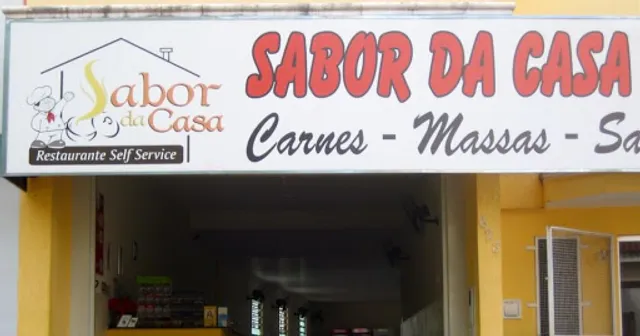 Sabor
da Casa
Restaurante Self Service
SABOR DA CASA
Carnes - Massas - Sa